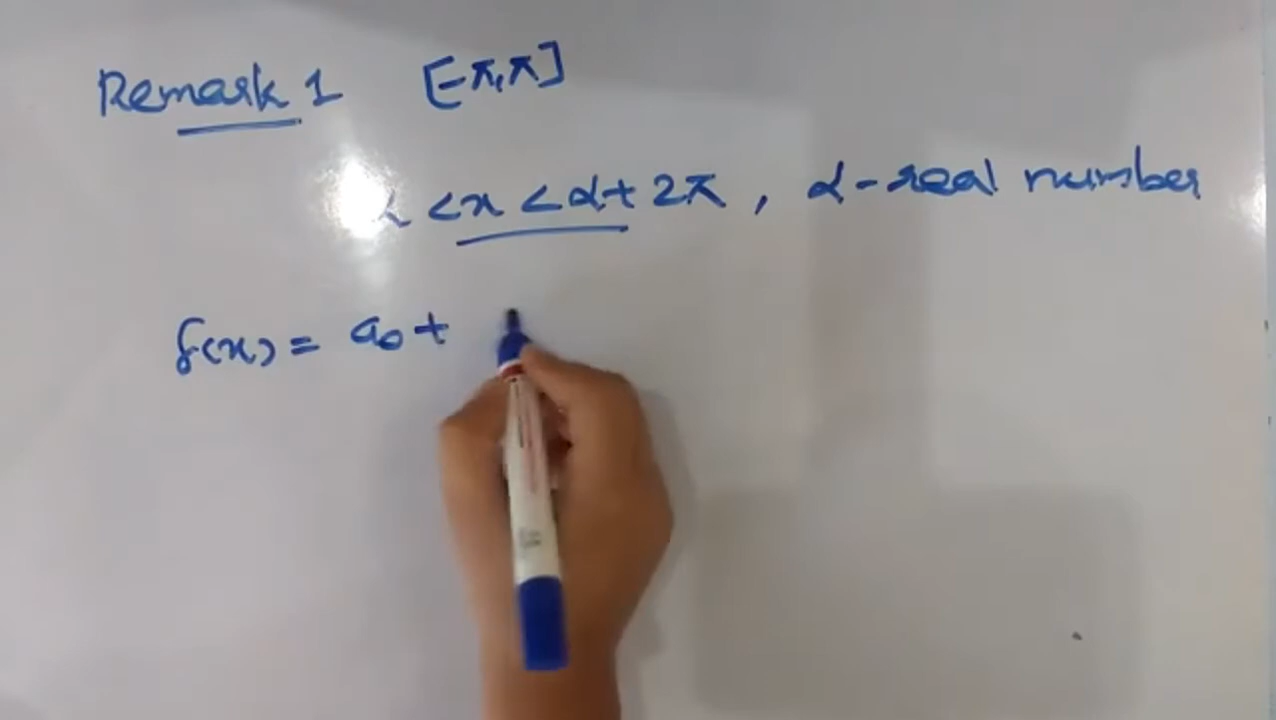 Remark 1 [-π,π]
< x < α + 2π , α - real number
f(x) = a₀ +